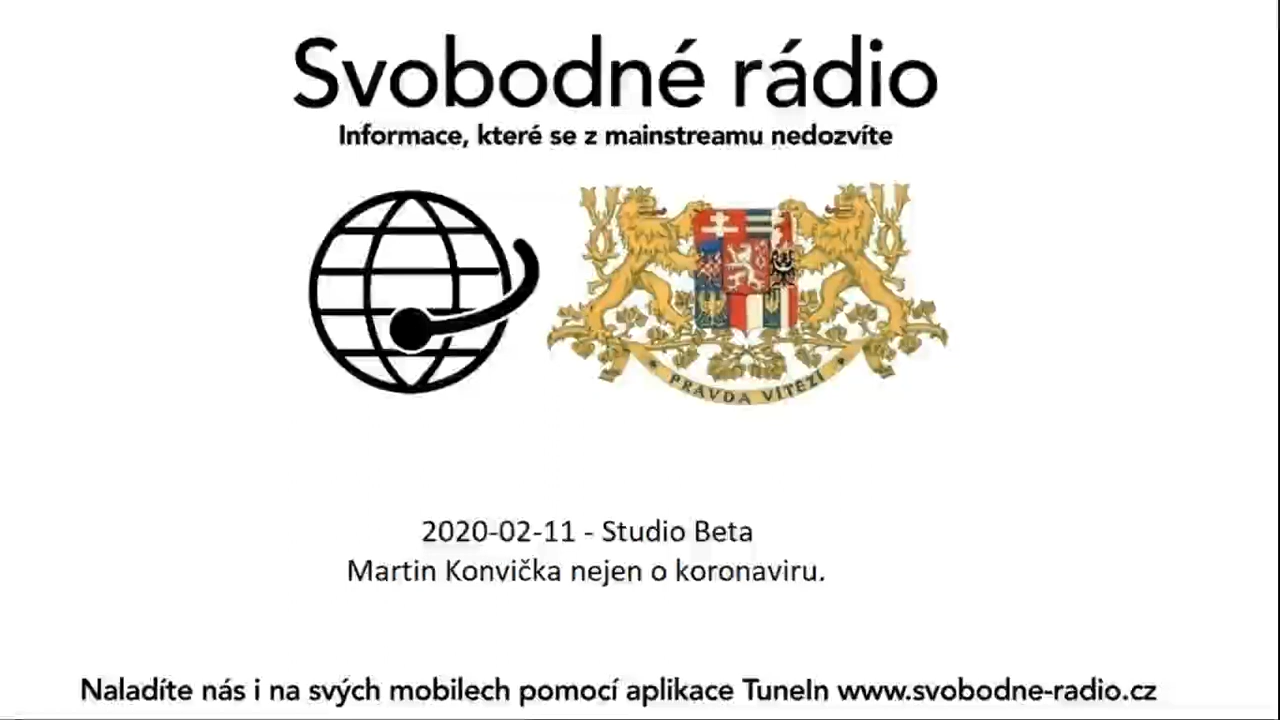 Svobodné rádio
Informace, které se z mainstreamu nedozvíte
PRAVDA VÍTĚZÍ
2020-02-11 - Studio Beta
Martin Konvička nejen o koronaviru.
Naladíte nás i na svých mobilech pomocí aplikace TuneIn www.svobodne-radio.cz